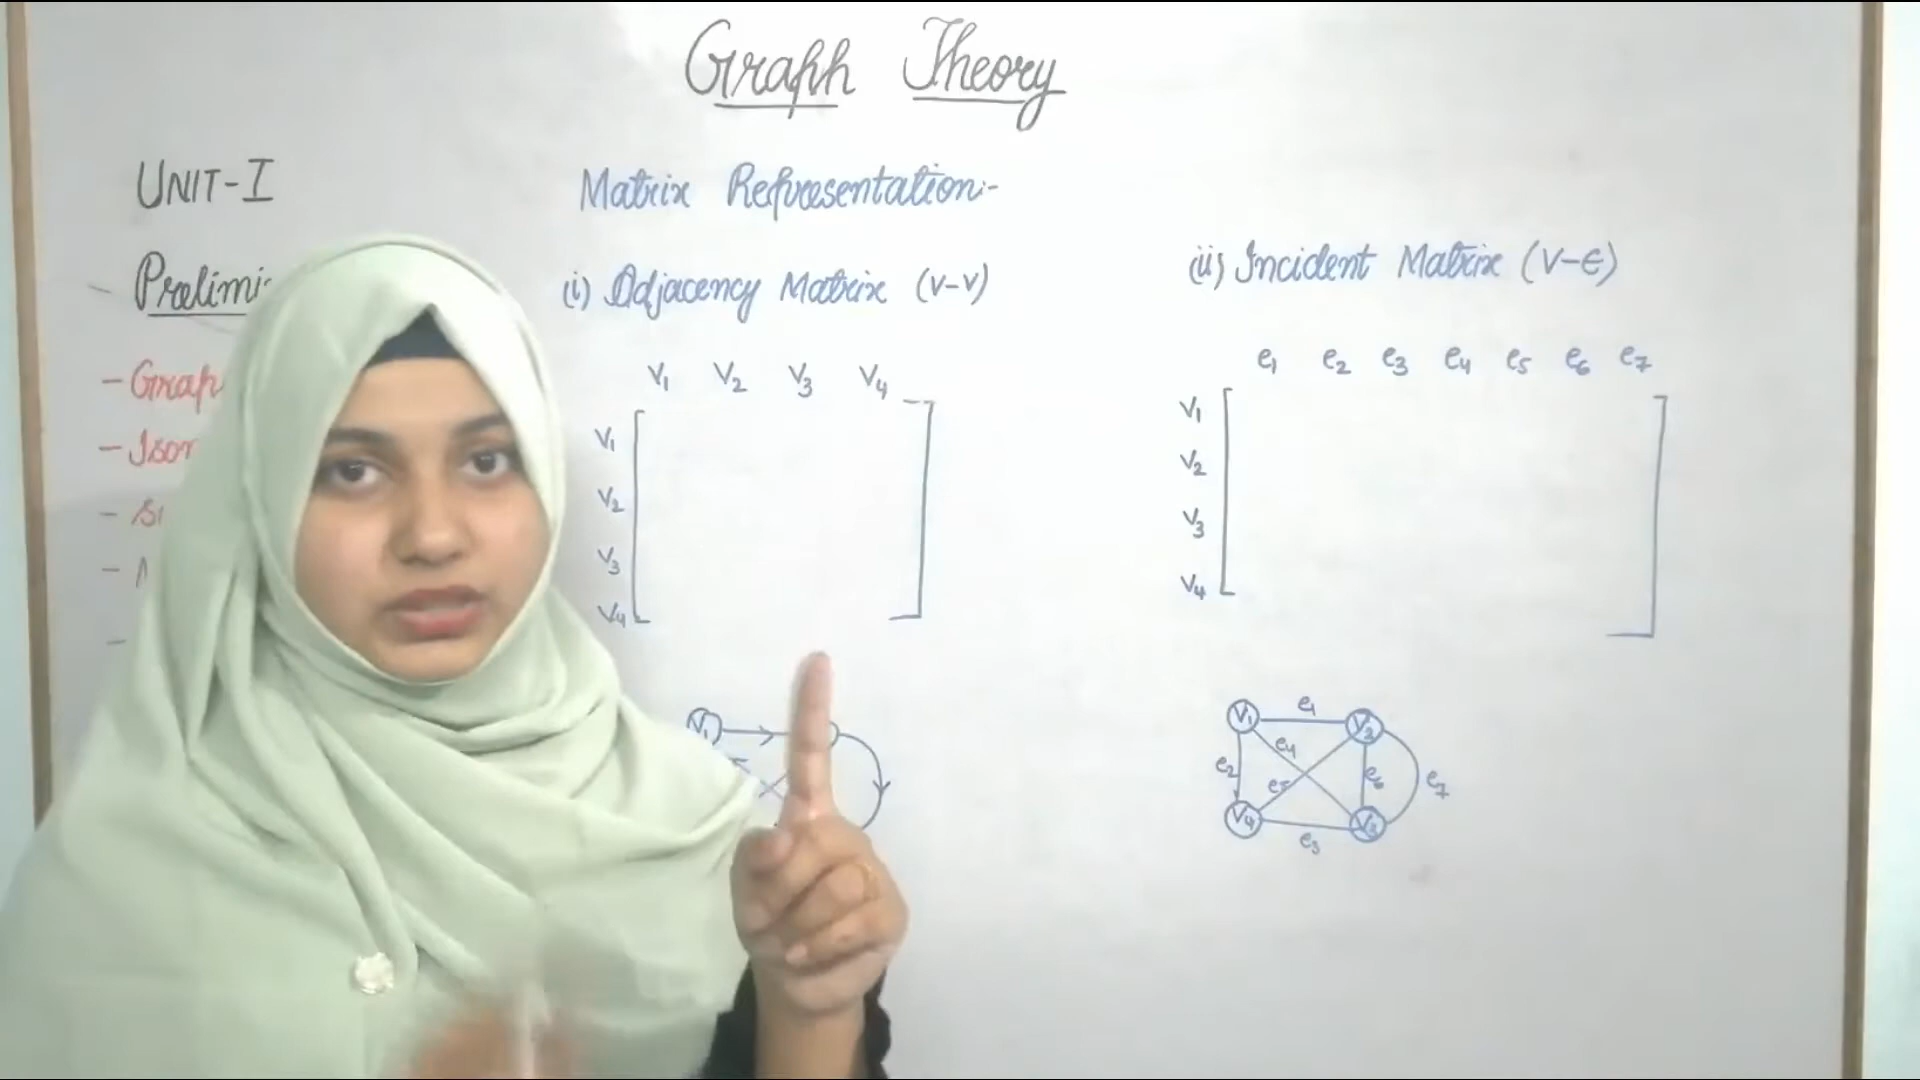 Graph Theory
UNIT-I
Matrix Representation:-
(i) Adjacency Matrix (V-V)
(ii) Incident Matrix (V-E)
- Grap
V1 V2 V3 V4
V1
V2
V3
V4
e1 e2 e3 e4 e5 e6 e7
V1
V2
V3
V4
V1
V1 e1 V2
e4
e2 e5 e6 e7
V4 V3
e3